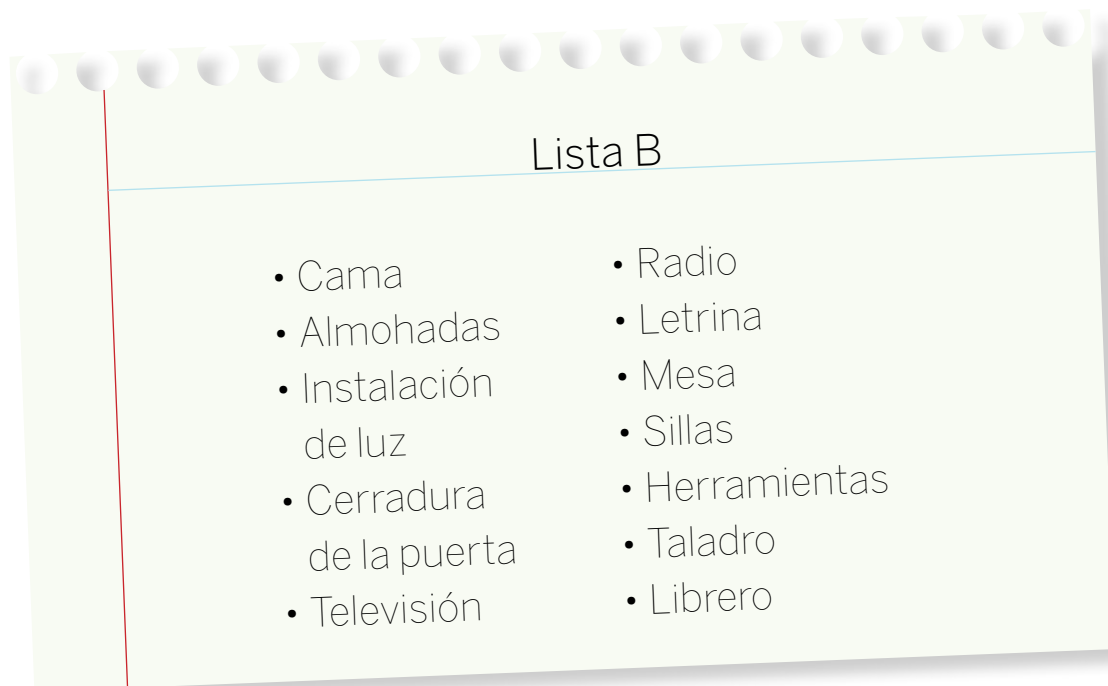 Lista B
• Cama
• Almohadas
• Instalación
de luz
• Cerradura
de la puerta
• Televisión
• Radio
• Letrina
• Mesa
• Sillas
• Herramientas
• Taladro
• Librero